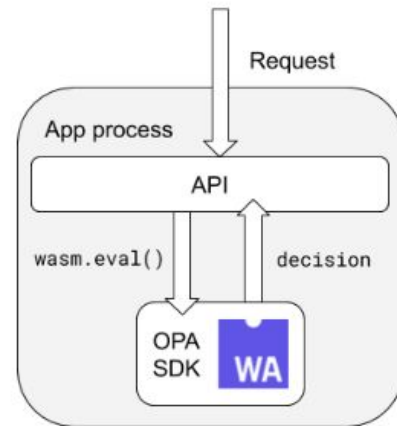 Request
App process
API
wasm.eval()
decision
OPA
SDK
WA